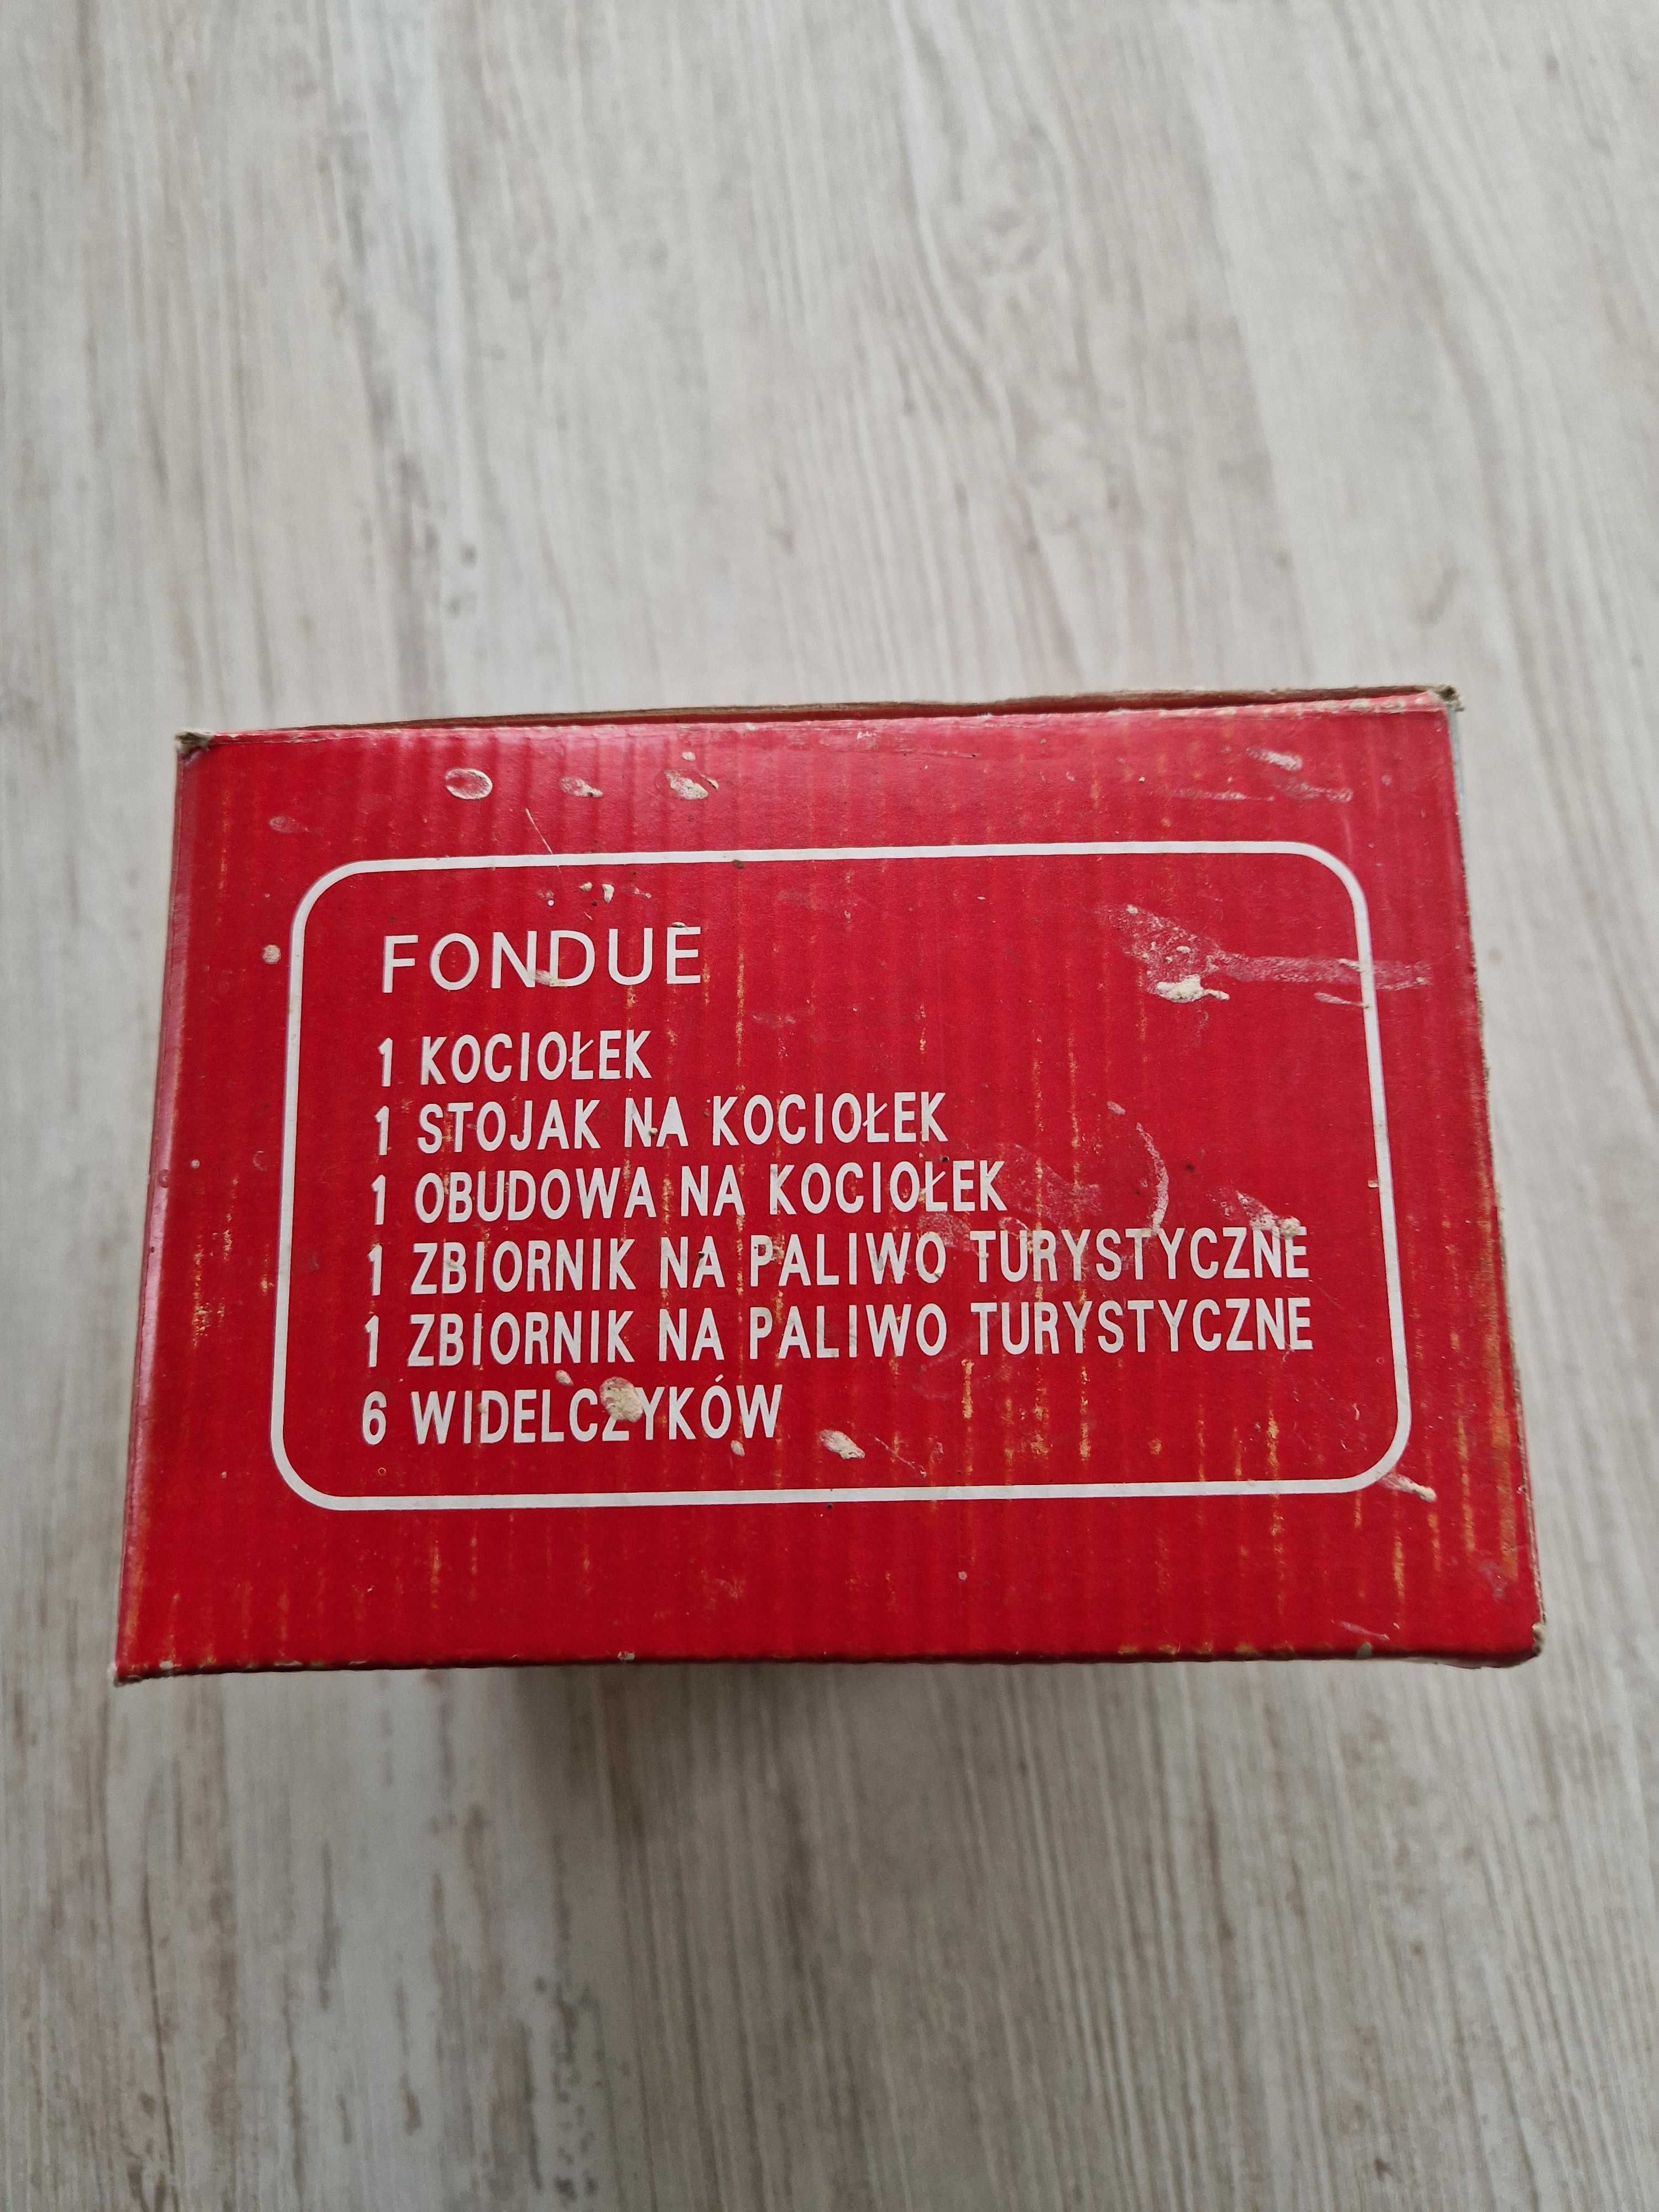 FONDUE
1 KOCIOŁEK
1 STOJAK NA KOCIOŁEK
1 OBUDOWA NA KOCIOŁEK
1 ZBIORNIK NA PALIWO TURYSTYCZNE
1 ZBIORNIK NA PALIWO TURYSTYCZNE
6 WIDELCZYKÓW